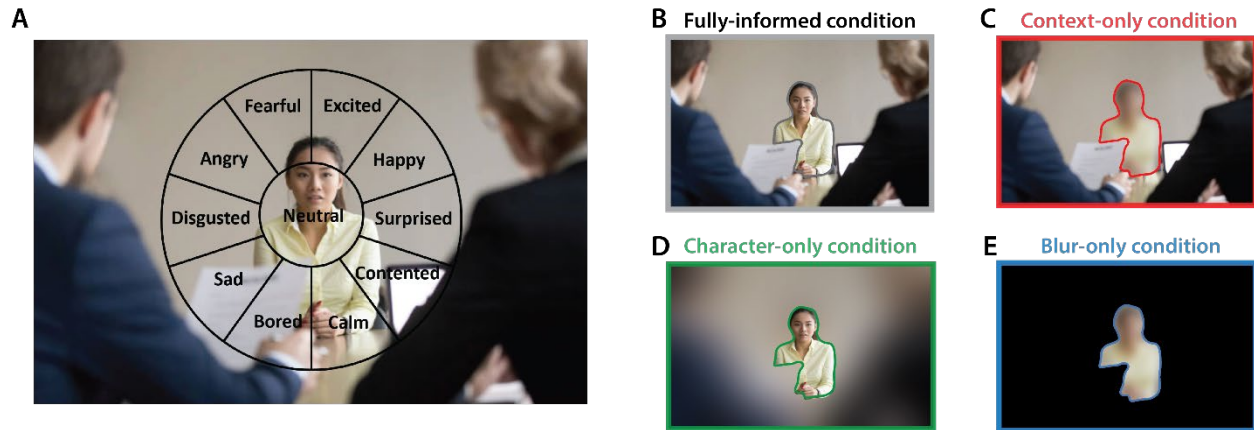 A
Fearful
Excited
Angry
Happy
Disgusted
Neutral
Surprised
Sad
Contented
Bored
Calm
B Fully-informed condition
C Context-only condition
D Character-only condition
E Blur-only condition